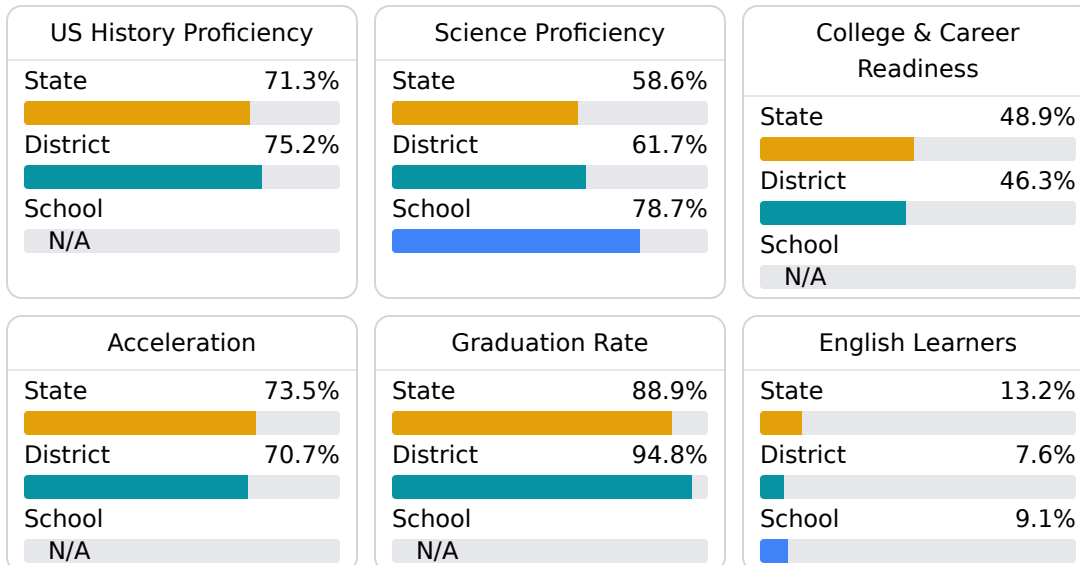 US History Proficiency
State 71.3%
District 75.2%
School
N/A
Science Proficiency
State 58.6%
District 61.7%
School 78.7%
College & Career
Readiness
State 48.9%
District 46.3%
School
N/A
Acceleration
State 73.5%
District 70.7%
School
N/A
Graduation Rate
State 88.9%
District 94.8%
School
N/A
English Learners
State 13.2%
District 7.6%
School 9.1%